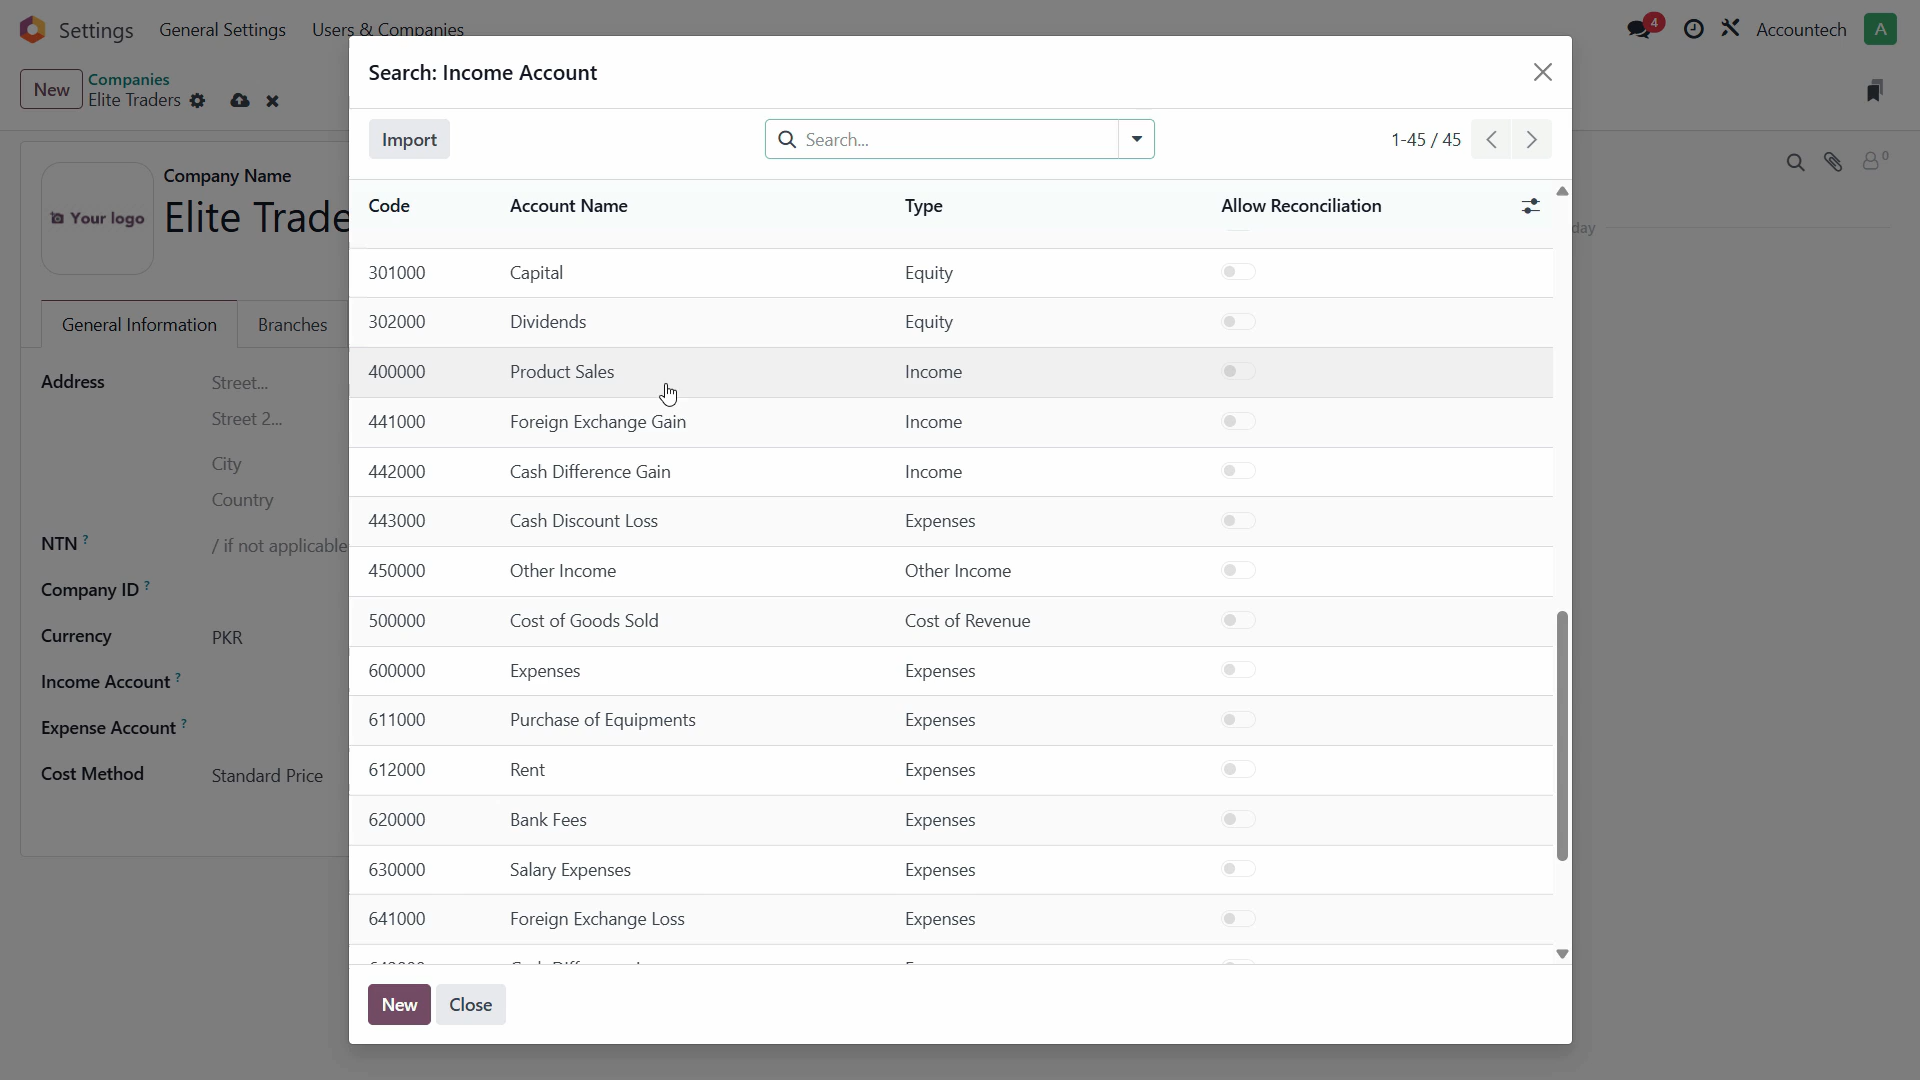 Settings General Settings Users & Companies 4 Accountech A
New Companies
Elite Traders
Search: Income Account
Import Search... 1-45 / 45
Company Name
Your logo Elite Trade
Code Account Name Type Allow Reconciliation
day
General Information Branches
301000 Capital Equity
302000 Dividends Equity
400000 Product Sales Income
441000 Foreign Exchange Gain Income
442000 Cash Difference Gain Income
443000 Cash Discount Loss Expenses
450000 Other Income Other Income
500000 Cost of Goods Sold Cost of Revenue
600000 Expenses Expenses
611000 Purchase of Equipments Expenses
612000 Rent Expenses
620000 Bank Fees Expenses
630000 Salary Expenses Expenses
641000 Foreign Exchange Loss Expenses
Address Street...
Street 2...
City
Country
NTN ? / if not applicable
Company ID ?
Currency PKR
Income Account ?
Expense Account ?
Cost Method Standard Price
New Close
0